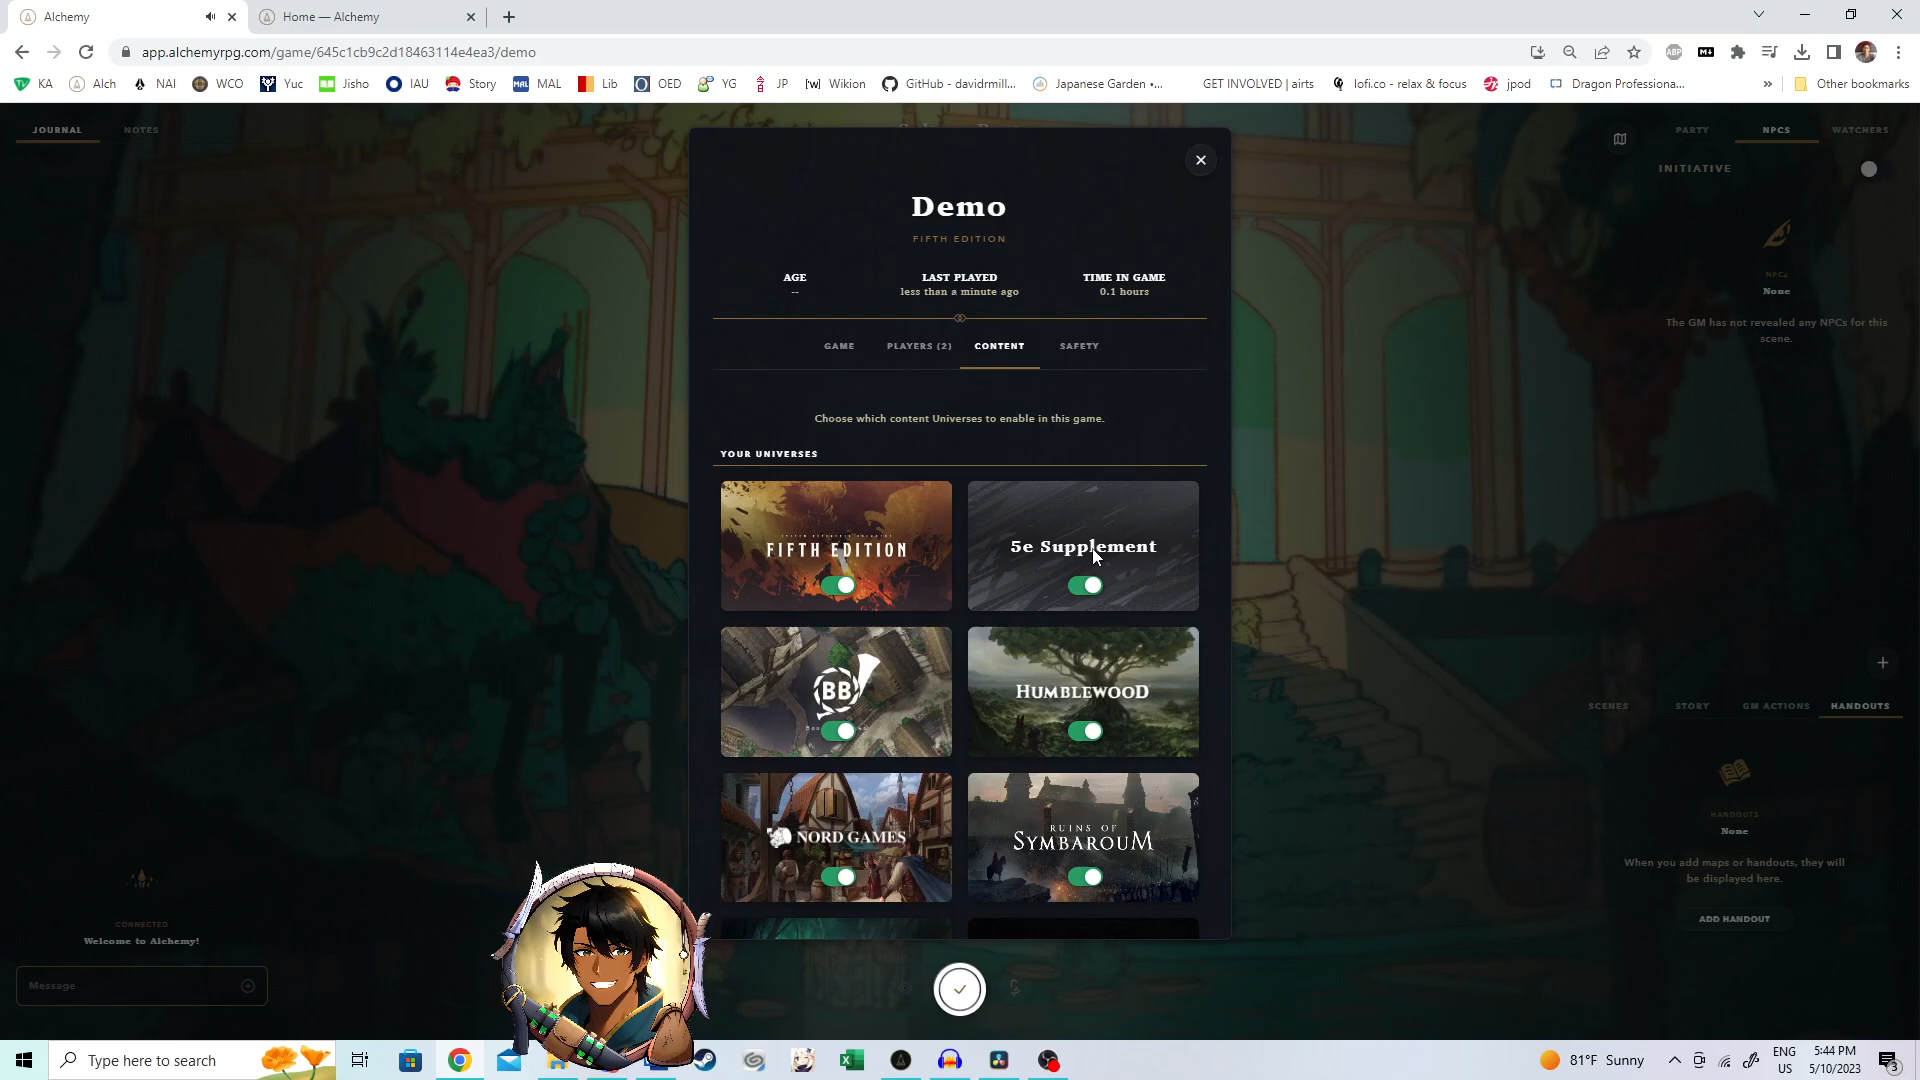 Alchemy
Home — Alchemy
app.alchemyrpg.com/game/645c1cb9c2d18463114e4ea3/demo
KA
Alch
NAI
WCO
Yuc
Jisho
IAU
Story
MAL
Lib
OED
YG
JP
Wikion
GitHub - davidrmill...
Japanese Garden •...
GET INVOLVED | airts
lofi.co - relax & focus
jpod
Dragon Professiona...
»
Other bookmarks
JOURNAL
NOTES
PARTY
NPCS
WATCHERS
INITIATIVE
NPCs
None
The GM has not revealed any NPCs for this
scene.
Demo
FIFTH EDITION
AGE
--
LAST PLAYED
less than a minute ago
TIME IN GAME
0.1 hours
GAME
PLAYERS (2)
CONTENT
SAFETY
Choose which content Universes to enable in this game.
YOUR UNIVERSES
FIFTH EDITION
5e Supplement
BB
HUMBLEWOOD
NORD GAMES
RUINS OF
SYMBAROUM
SCENES
STORY
GM ACTIONS
HANDOUTS
HANDOUTS
None
When you add maps or handouts, they will
be displayed here.
ADD HANDOUT
CONNECTED
Welcome to Alchemy!
Message
Type here to search
81°F Sunny
ENG
US
5:44 PM
5/10/2023
3